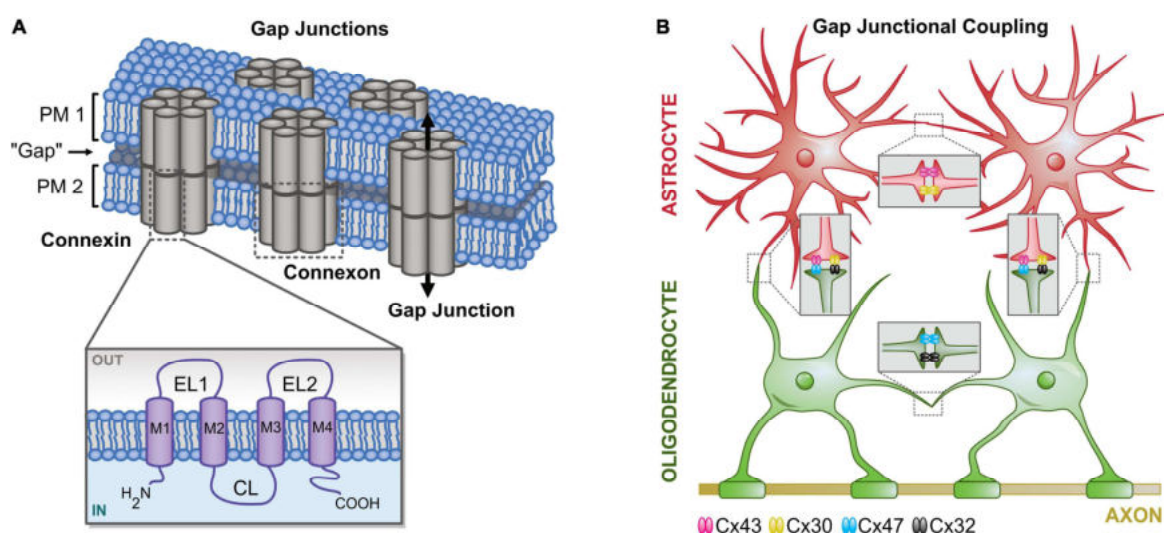 A
Gap Junctions
PM 1
"Gap"
PM 2
Connexin
Connexon
Gap Junction
OUT
EL1
EL2
M1
M2
M3
M4
H2N
CL
COOH
IN
B
Gap Junctional Coupling
ASTROCYTE
OLIGODENDROCYTE
AXON
Cx43 Cx30 Cx47 Cx32